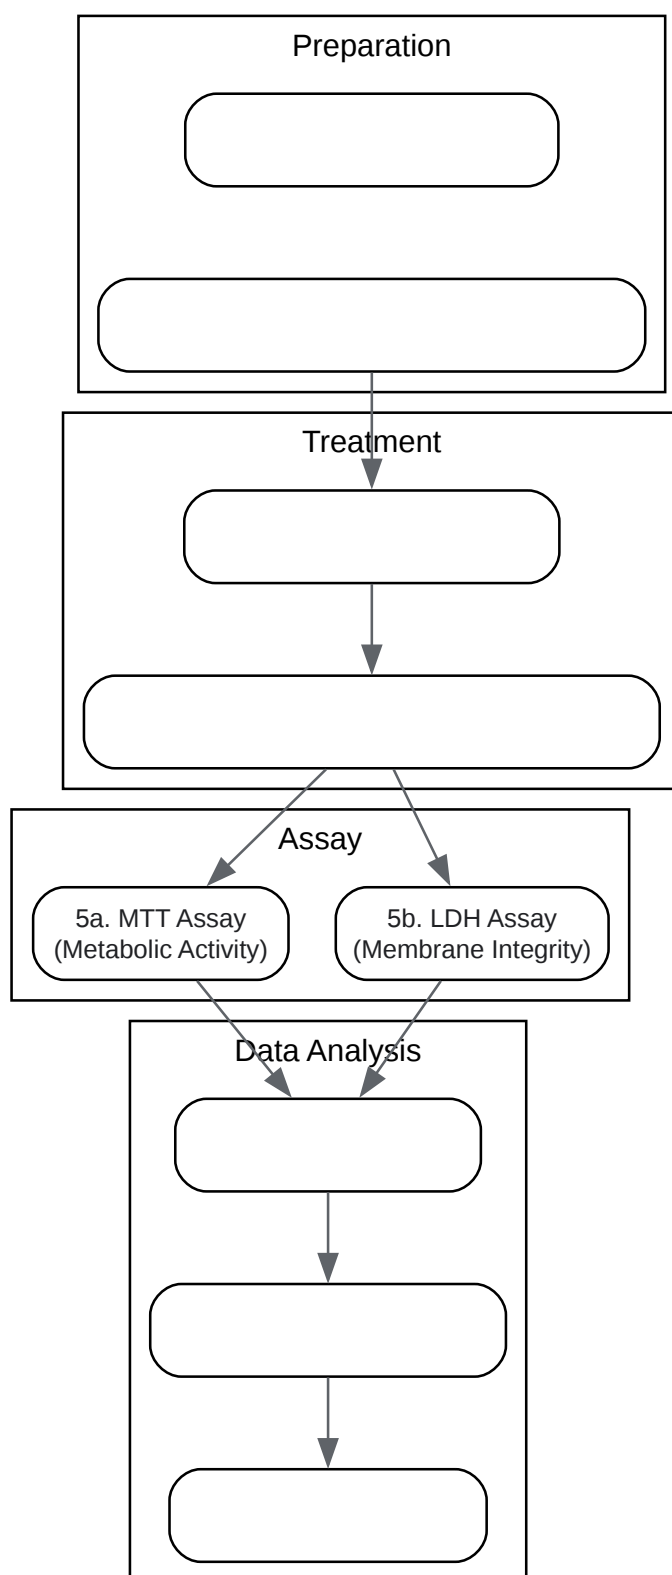 Preparation
Treatment
Assay
5a. MTT Assay
(Metabolic Activity)
5b. LDH Assay
(Membrane Integrity)
Data Analysis